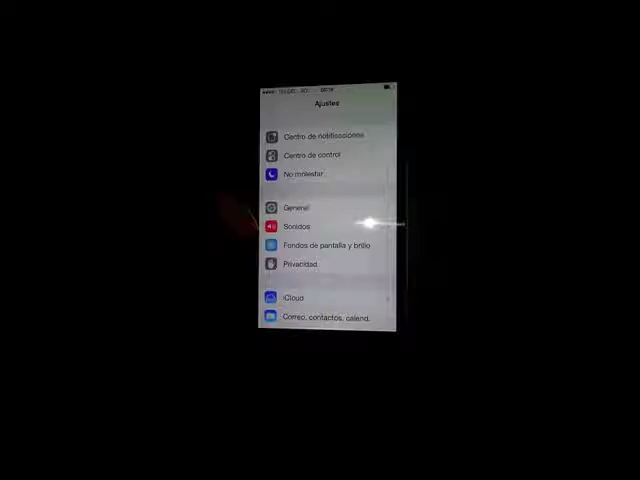 Ajustes
Centro de notificaciones
Centro de control
No molestar
General
Sonidos
Fondos de pantalla y brillo
Privacidad
iCloud
Correo, contactos, calend.